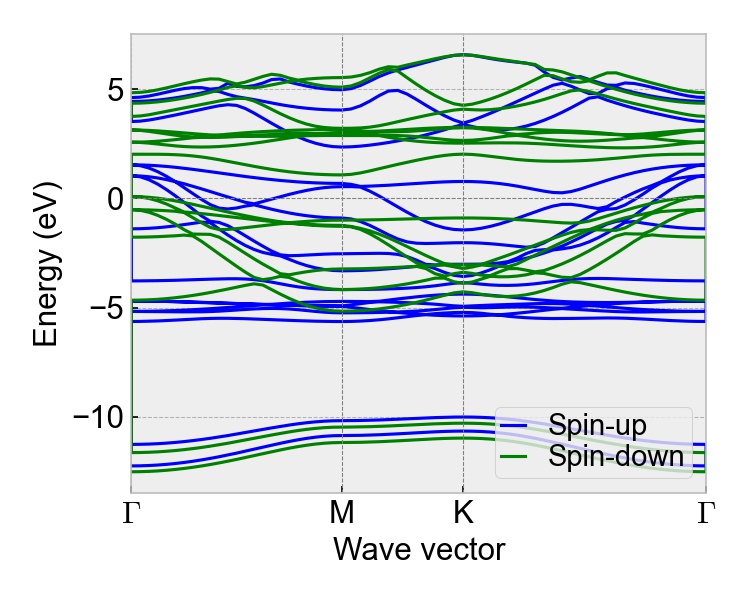 5
0
−5
−10
Energy (eV)
Spin-up
Spin-down
Γ M K Γ
Wave vector